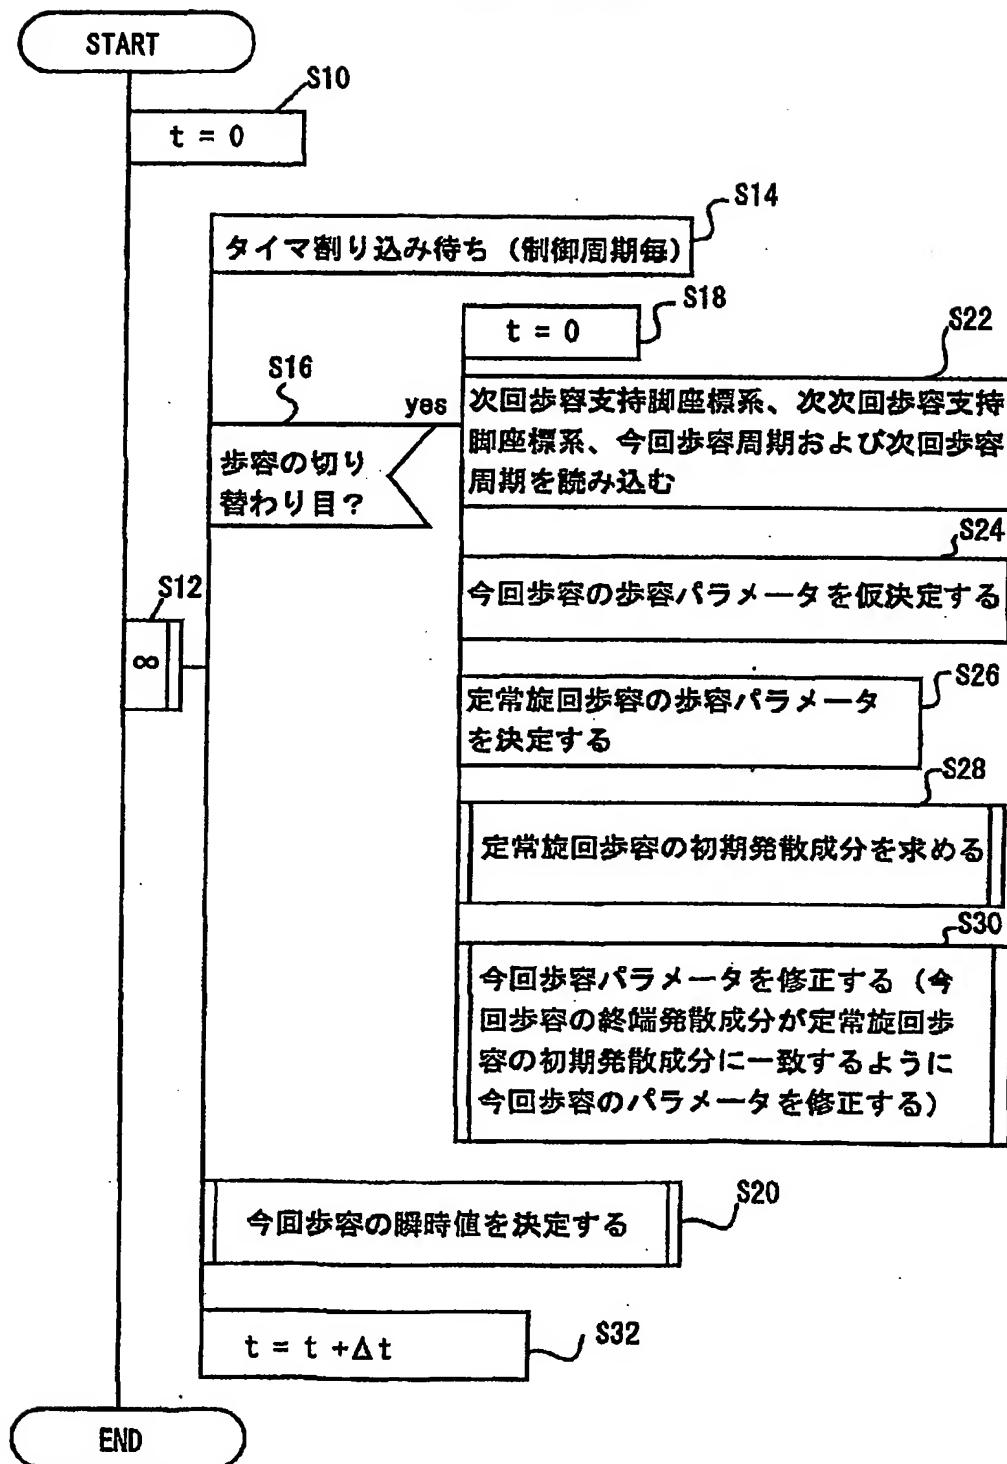 START
S10
t = 0
S14
タイマ割り込み待ち (制御周期毎)
S18
t = 0
S22
S16
yes
次回歩容支持脚座標系、次次回歩容支持
脚座標系、今回歩容周期および次回歩容
周期を読み込む
歩容の切り
替わり目?
S24
今回歩容の歩容パラメータを仮決定する
S12
∞
S26
定常旋回歩容の歩容パラメータ
を決定する
S28
定常旋回歩容の初期発散成分を求める
S30
今回歩容パラメータを修正する (今
回歩容の終端発散成分が定常旋回歩
容の初期発散成分に一致するように
今回歩容のパラメータを修正する)
S20
今回歩容の瞬時値を決定する
S32
t = t +Δt
END